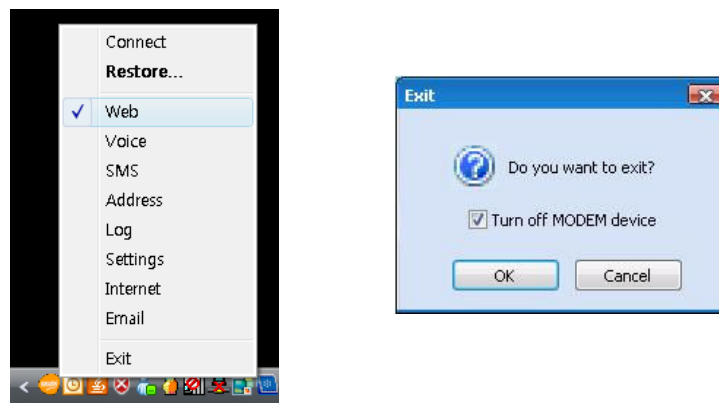 Connect
Restore...
Web
Voice
SMS
Address
Log
Settings
Internet
Email
Exit
Exit
Do you want to exit?
Turn off MODEM device
OK Cancel